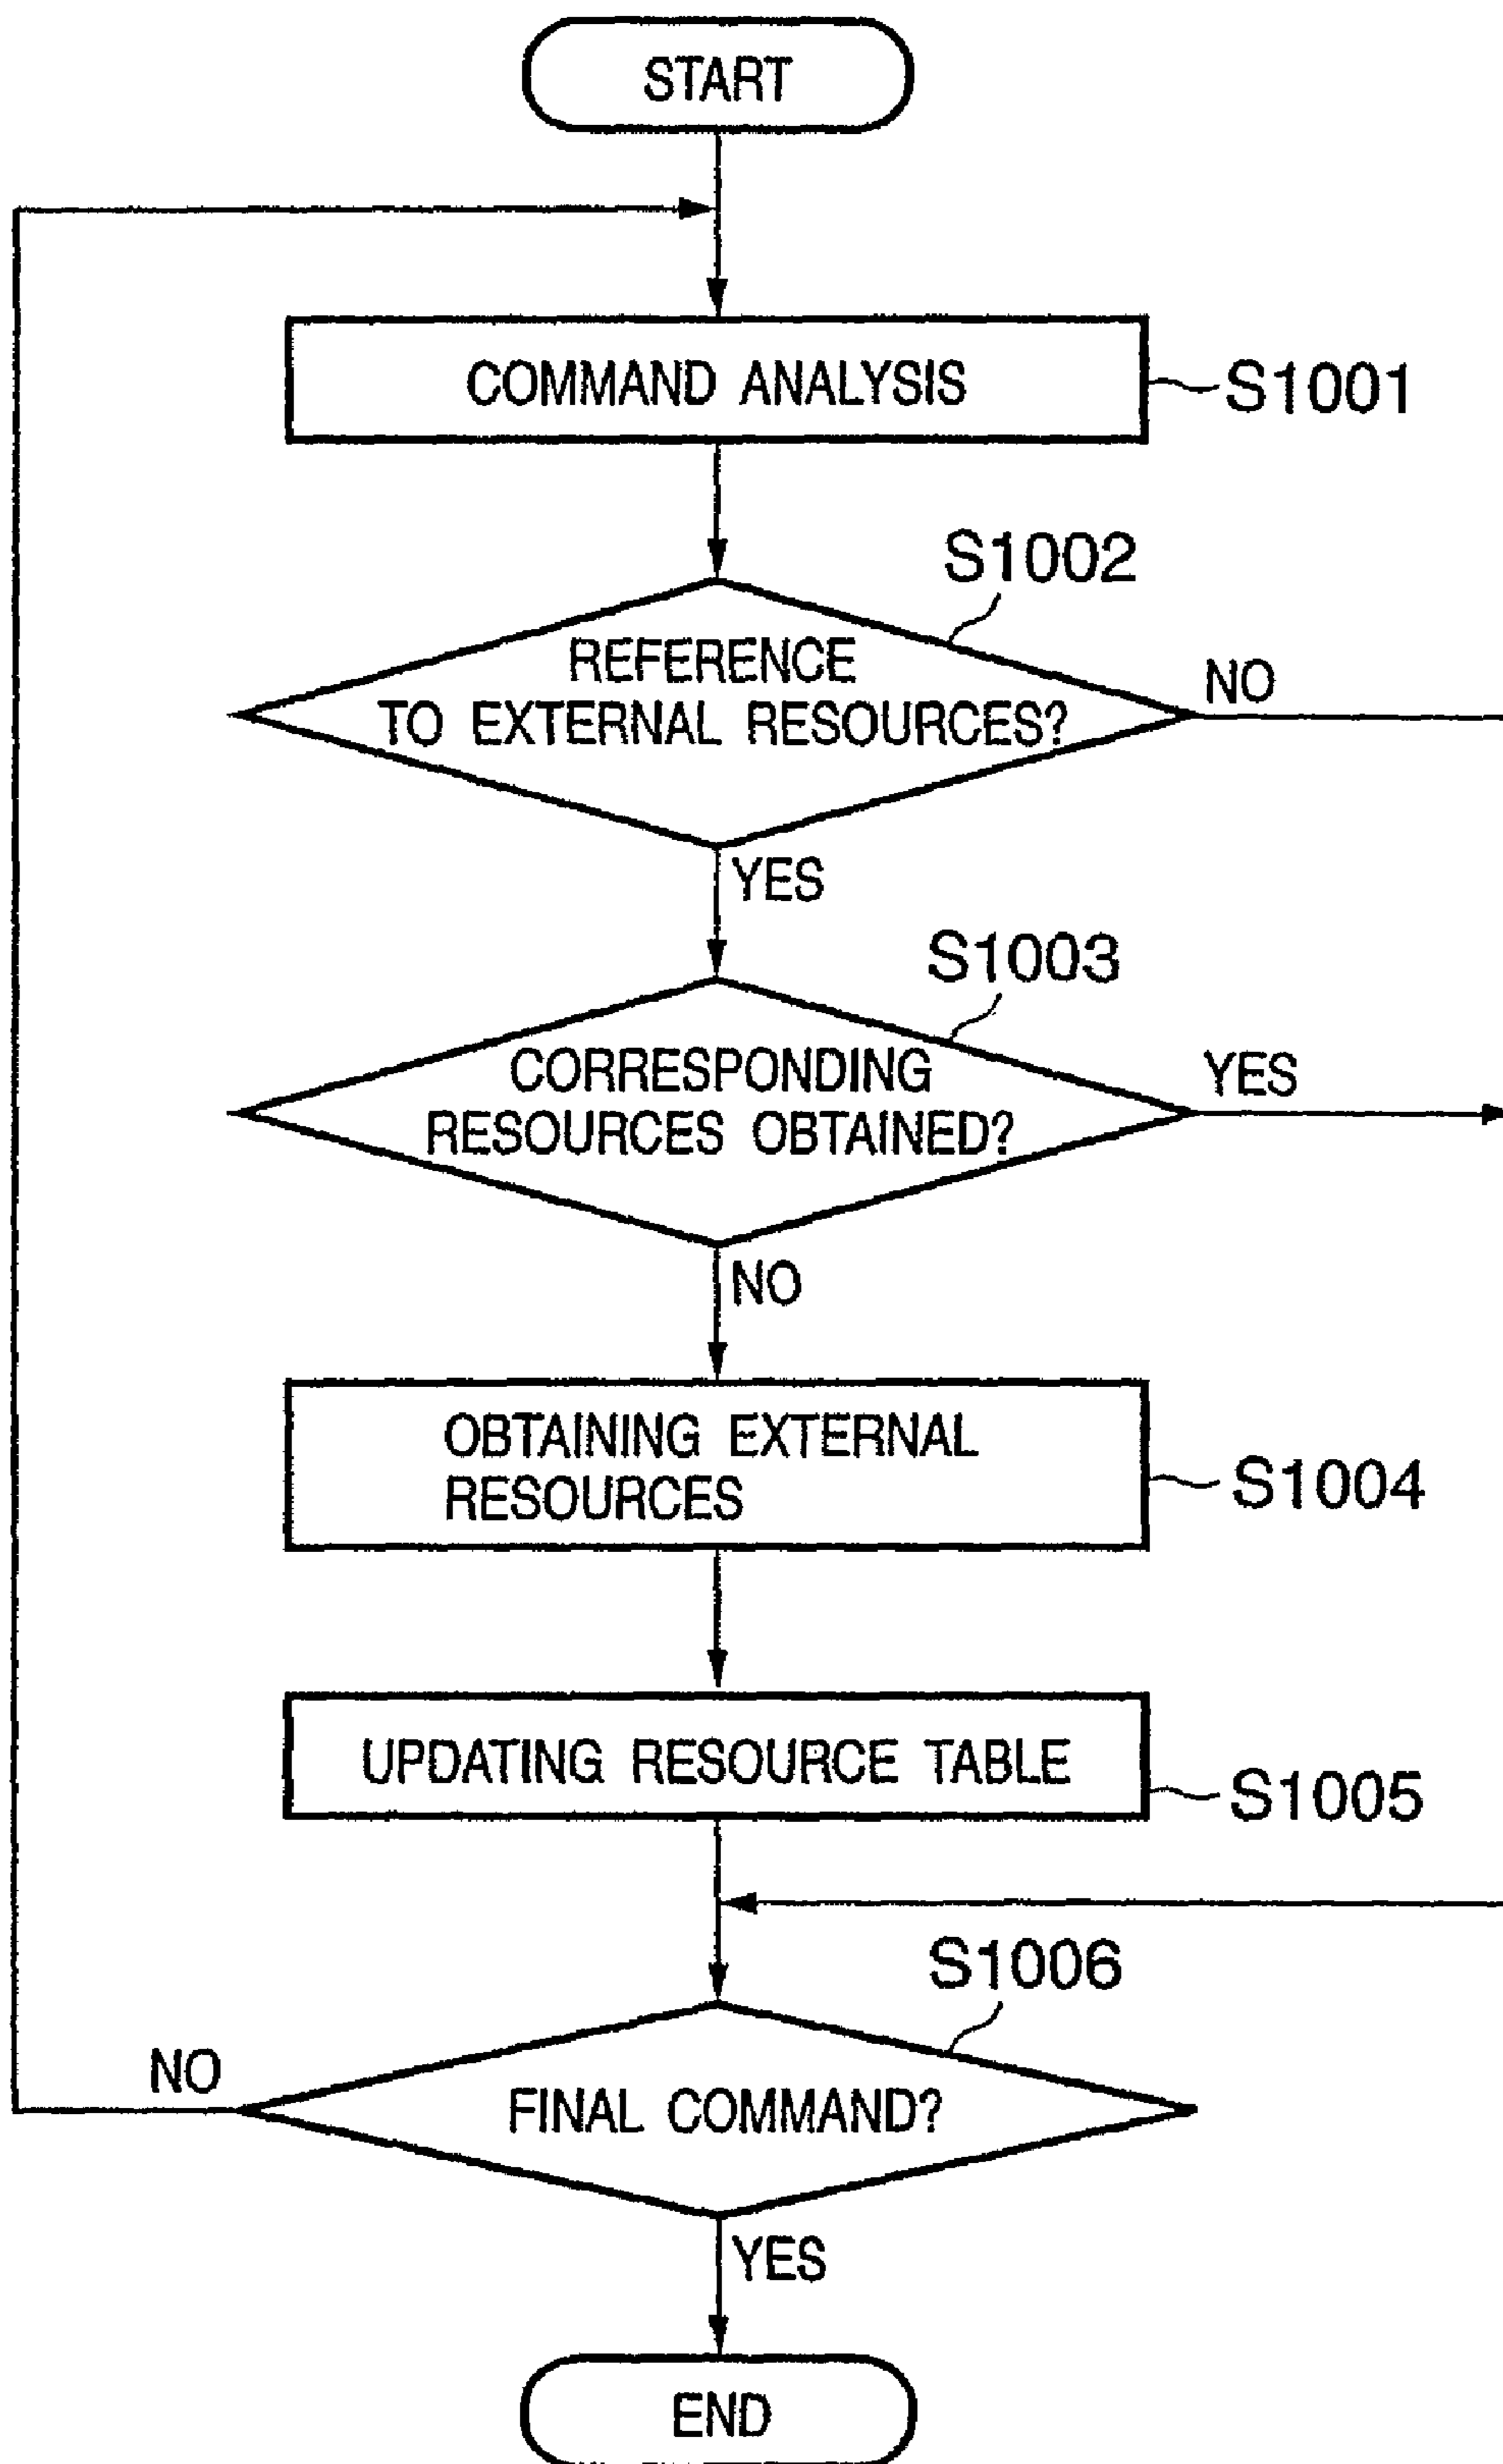 START
COMMAND ANALYSIS
S1001
S1002
REFERENCE
TO EXTERNAL RESOURCES?
NO
YES
S1003
CORRESPONDING
RESOURCES OBTAINED?
YES
NO
OBTAINING EXTERNAL
RESOURCES
S1004
UPDATING RESOURCE TABLE
S1005
S1006
NO
FINAL COMMAND?
YES
END